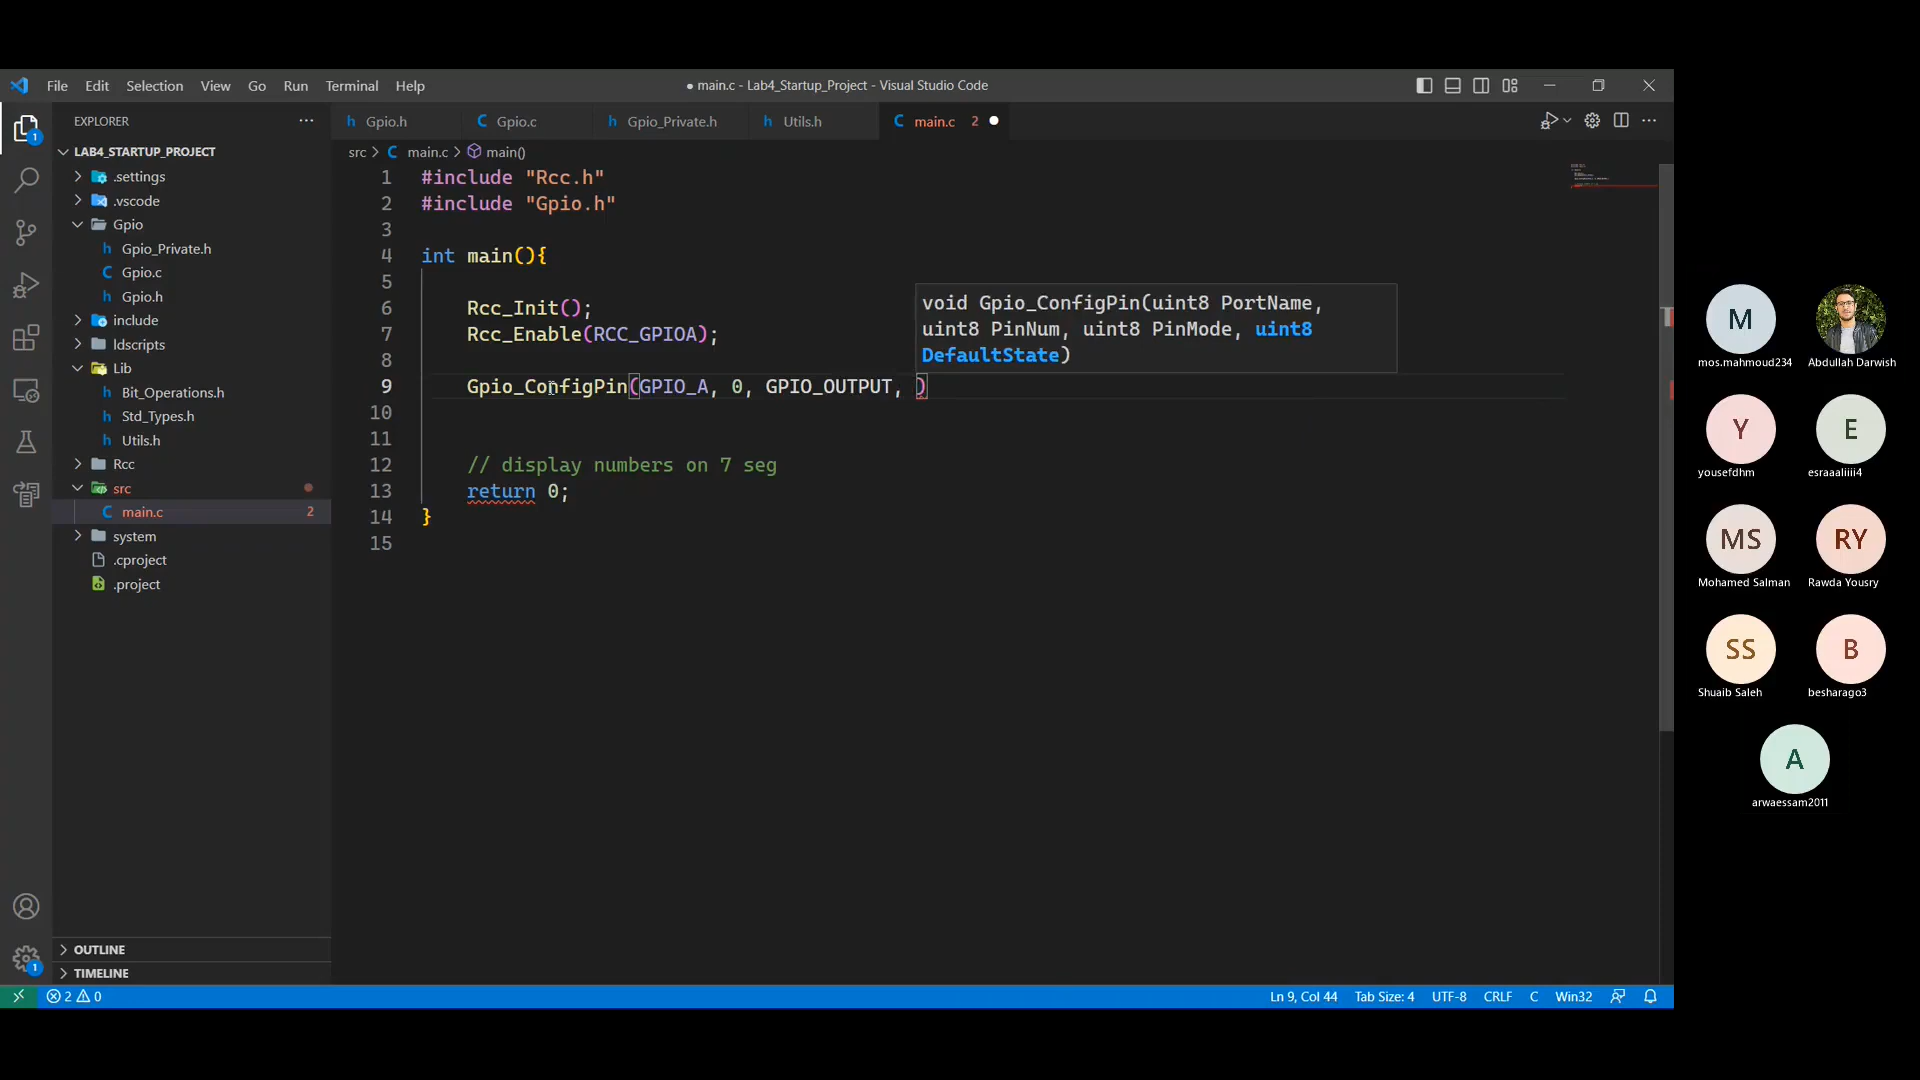 File Edit Selection View Go Run Terminal Help
● main.c - Lab4_Startup_Project - Visual Studio Code
EXPLORER
Gpio.h
Gpio.c
Gpio_Private.h
Utils.h
main.c 2
src > main.c > main()
LAB4_STARTUP_PROJECT
.settings
.vscode
Gpio
Gpio_Private.h
Gpio.c
Gpio.h
include
ldscripts
Lib
Bit_Operations.h
Std_Types.h
Utils.h
Rcc
src
main.c 2
system
.cproject
.project
OUTLINE
TIMELINE
1 #include "Rcc.h"
2 #include "Gpio.h"
3
4 int main(){
5
6 Rcc_Init();
7 Rcc_Enable(RCC_GPIOA);
8
9 Gpio_ConfigPin(GPIO_A, 0, GPIO_OUTPUT, )
10
11
12 // display numbers on 7 seg
13 return 0;
14 }
15
void Gpio_ConfigPin(uint8 PortName,
uint8 PinNum, uint8 PinMode, uint8
DefaultState)
1
1
2 0
Ln 9, Col 44 Tab Size: 4 UTF-8 CRLF C Win32
M
mos.mahmoud234
Abdullah Darwish
Y
yousefdhm
E
esraaliiii4
MS
Mohamed Salman
RY
Rawda Yousry
SS
Shuaib Saleh
B
besharago3
A
arwaessam2011